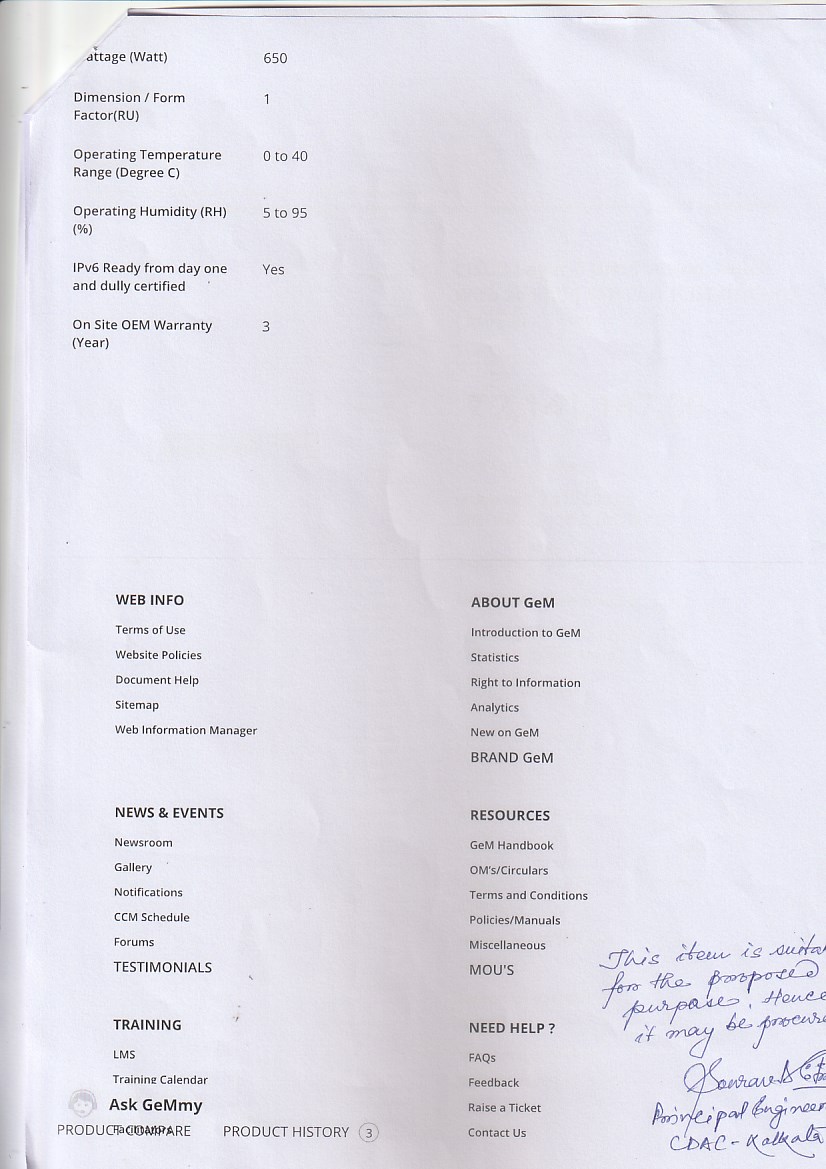 attage (Watt) 650
Dimension / Form 1
Factor(RU)
Operating Temperature 0 to 40
Range (Degree C)
Operating Humidity (RH) 5 to 95
(%)
IPv6 Ready from day one Yes
and dully certified
On Site OEM Warranty 3
(Year)
WEB INFO
Terms of Use
Website Policies
Document Help
Sitemap
Web Information Manager
ABOUT GeM
Introduction to GeM
Statistics
Right to Information
Analytics
New on GeM
BRAND GeM
NEWS & EVENTS
Newsroom
Gallery
Notifications
CCM Schedule
Forums
TESTIMONIALS
RESOURCES
GeM Handbook
OM's/Circulars
Terms and Conditions
Policies/Manuals
Miscellaneous
MOU'S
This item is suita
for the proposed
purpose. Hence
it may be procure
Principal Engineer
CDAC - Kolkata
TRAINING
LMS
Training Calendar
Ask GeMmy
Facilitators
PRODUCT COMPARE PRODUCT HISTORY 3
NEED HELP ?
FAQs
Feedback
Raise a Ticket
Contact Us